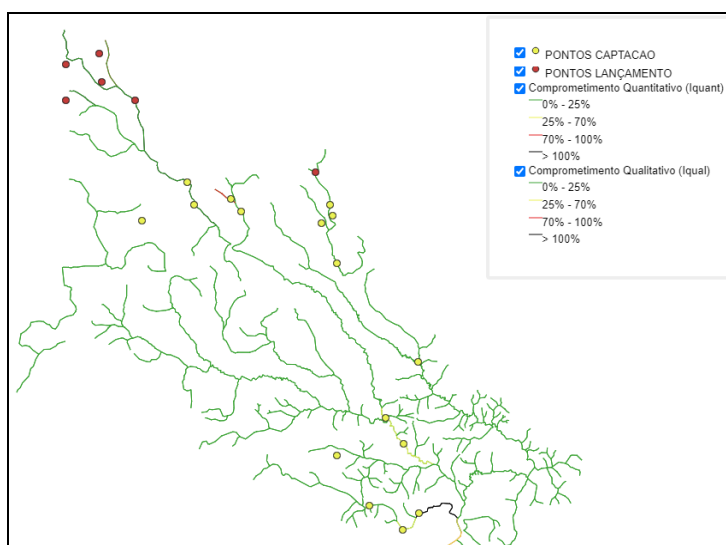 PONTOS CAPTACAO
PONTOS LANÇAMENTO
Comprometimento Quantitativo (Iquant)
0% - 25%
25% - 70%
70% - 100%
> 100%
Comprometimento Qualitativo (Iqual)
0% - 25%
25% - 70%
70% - 100%
> 100%